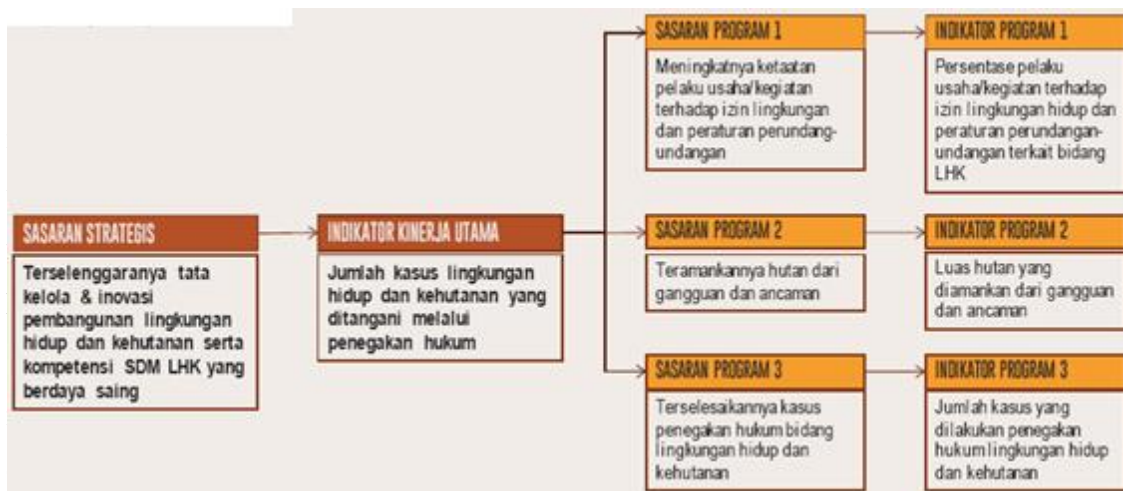 SASARAN STRATEGIS
Terselenggaranya tata
kelola & inovasi
pembangunan lingkungan
hidup dan kehutanan serta
kompetensi SDM LHK yang
berdaya saing
INDIKATOR KINERJA UTAMA
Jumlah kasus lingkungan
hidup dan kehutanan yang
ditangani melalui
penegakan hukum
SASARAN PROGRAM 1
Meningkatnya ketaatan
pelaku usaha/kegiatan
terhadap izin lingkungan
dan peraturan perundang-
undangan
INDIKATOR PROGRAM 1
Persentase pelaku
usaha/kegiatan terhadap
izin lingkungan hidup dan
peraturan perundangan-
undangan terkait bidang
LHK
SASARAN PROGRAM 2
Teramankannya hutan dari
gangguan dan ancaman
INDIKATOR PROGRAM 2
Luas hutan yang
diamankan dari gangguan
dan ancaman
SASARAN PROGRAM 3
Terselesaikannya kasus
penegakan hukum bidang
lingkungan hidup dan
kehutanan
INDIKATOR PROGRAM 3
Jumlah kasus yang
dilakukan penegakan
hukum lingkungan hidup
dan kehutanan